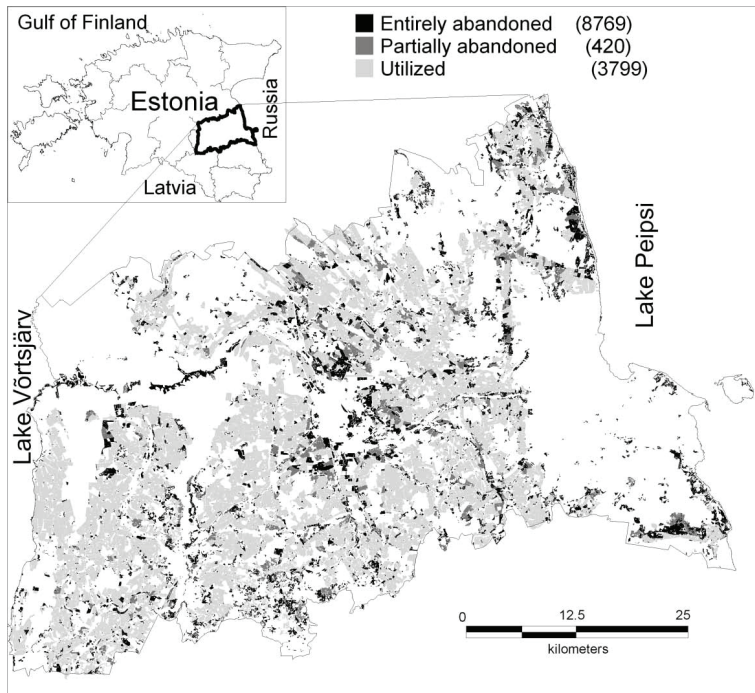 Gulf of Finland
Estonia
Russia
Latvia
Entirely abandoned (8769)
Partially abandoned (420)
Utilized (3799)
Lake Peipsi
Lake Võrtsjärv
0 12.5 25
kilometers